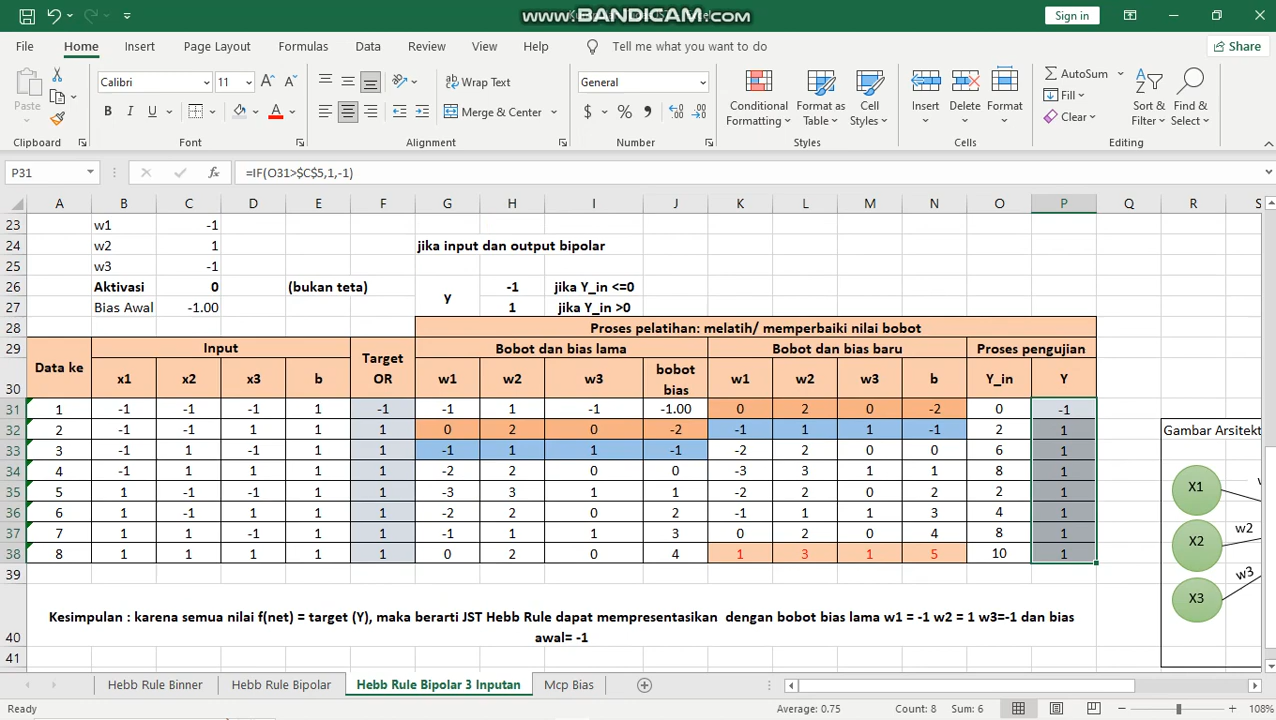 www.BANDICAM.com
Sign in
File Home Insert Page Layout Formulas Data Review View Help Tell me what you want to do Share
Calibri 11 Wrap Text General AutoSum
Paste B I U Merge & Center $ % Conditional Formatting Format as Table Cell Styles Insert Delete Format Fill Clear Sort & Filter Find & Select
Clipboard Font Alignment Number Styles Cells Editing
P31 fx =IF(O31>$C$5,1,-1)
A B C D E F G H I J K L M N O P Q R S
23 w1 -1
24 w2 1 jika input dan output bipolar
25 w3 -1
26 Aktivasi 0 (bukan teta) y -1 jika Y_in <=0
27 Bias Awal -1.00 1 jika Y_in >0
28 Proses pelatihan: melatih/ memperbaiki nilai bobot
29 Data ke Input Target OR Bobot dan bias lama Bobot dan bias baru Proses pengujian
30 x1 x2 x3 b w1 w2 w3 bobot bias w1 w2 w3 b Y_in Y
31 1 -1 -1 -1 1 -1 -1 1 -1 -1.00 0 2 0 -2 0 -1
32 2 -1 -1 1 1 1 0 2 0 -2 -1 1 1 -1 2 1 Gambar Arsitekt
33 3 -1 1 -1 1 1 -1 1 1 -1 -2 2 0 0 6 1
34 4 -1 1 1 1 1 -2 2 0 0 -3 3 1 1 8 1
35 5 1 -1 -1 1 1 -3 3 1 1 -2 2 0 2 2 1 X1
36 6 1 -1 1 1 1 -2 2 0 2 -1 1 1 3 4 1
37 7 1 1 -1 1 1 -1 1 1 3 0 2 0 4 8 1 X2 w2
38 8 1 1 1 1 1 0 2 0 4 1 3 1 5 10 1
39 X3 w3
40 Kesimpulan : karena semua nilai f(net) = target (Y), maka berarti JST Hebb Rule dapat mempresentasikan dengan bobot bias lama w1 = -1 w2 = 1 w3=-1 dan bias
awal= -1
41
Hebb Rule Binner Hebb Rule Bipolar Hebb Rule Bipolar 3 Inputan Mcp Bias
Ready Average: 0.75 Count: 8 Sum: 6 108%